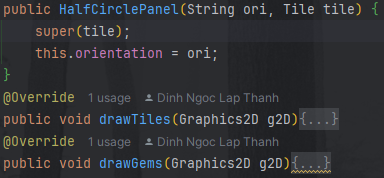 public HalfCirclePanel(String ori, Tile tile) {
super(tile);
this.orientation = ori;
}
@Override 1 usage Dinh Ngoc Lap Thanh
public void drawTiles(Graphics2D g2D){...}
@Override 1 usage Dinh Ngoc Lap Thanh
public void drawGems(Graphics2D g2D){...}